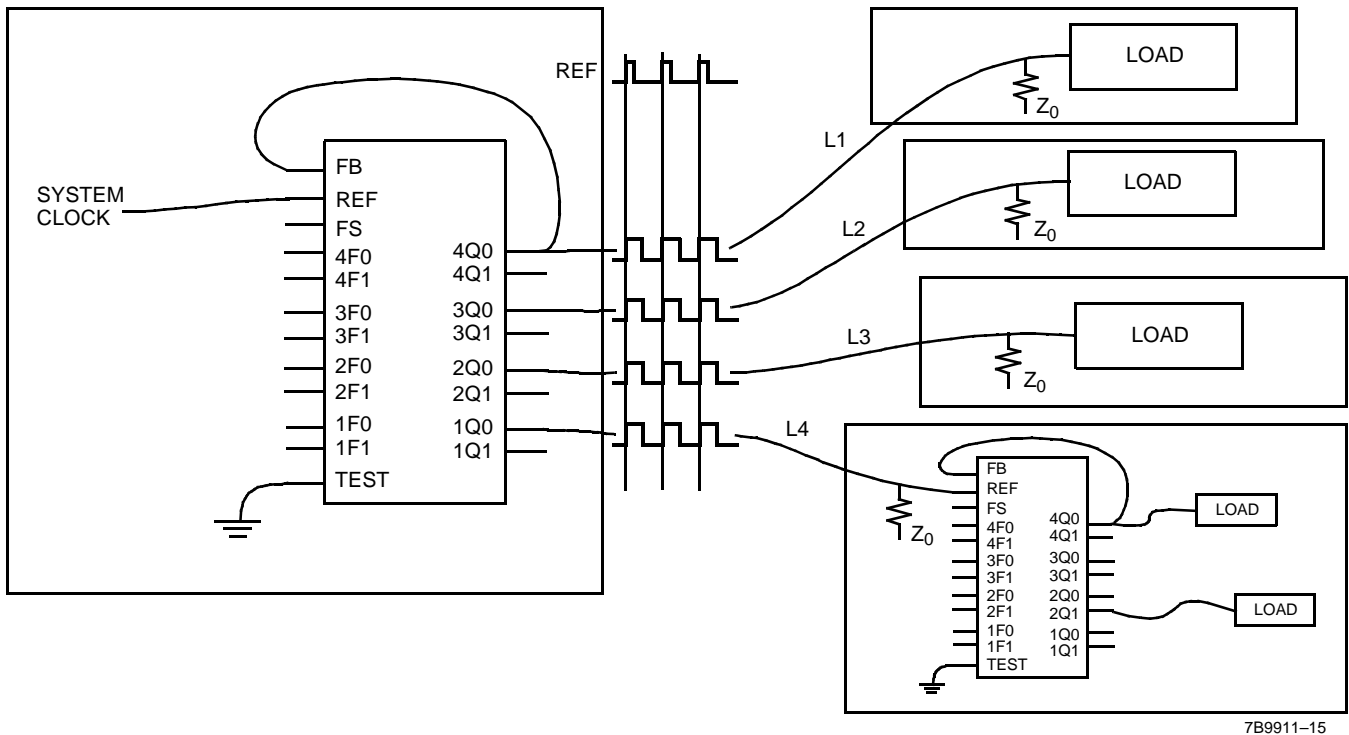 REF
SYSTEM
CLOCK
FB
REF
FS
4F0
4F1
3F0
3F1
2F0
2F1
1F0
1F1
TEST
4Q0
4Q1
3Q0
3Q1
2Q0
2Q1
1Q0
1Q1
L1
L2
L3
L4
LOAD
Z0
LOAD
Z0
LOAD
Z0
Z0
FB
REF
FS
4F0
4F1
3F0
3F1
2F0
2F1
1F0
1F1
TEST
4Q0
4Q1
3Q0
3Q1
2Q0
2Q1
1Q0
1Q1
LOAD
LOAD
7B9911–15